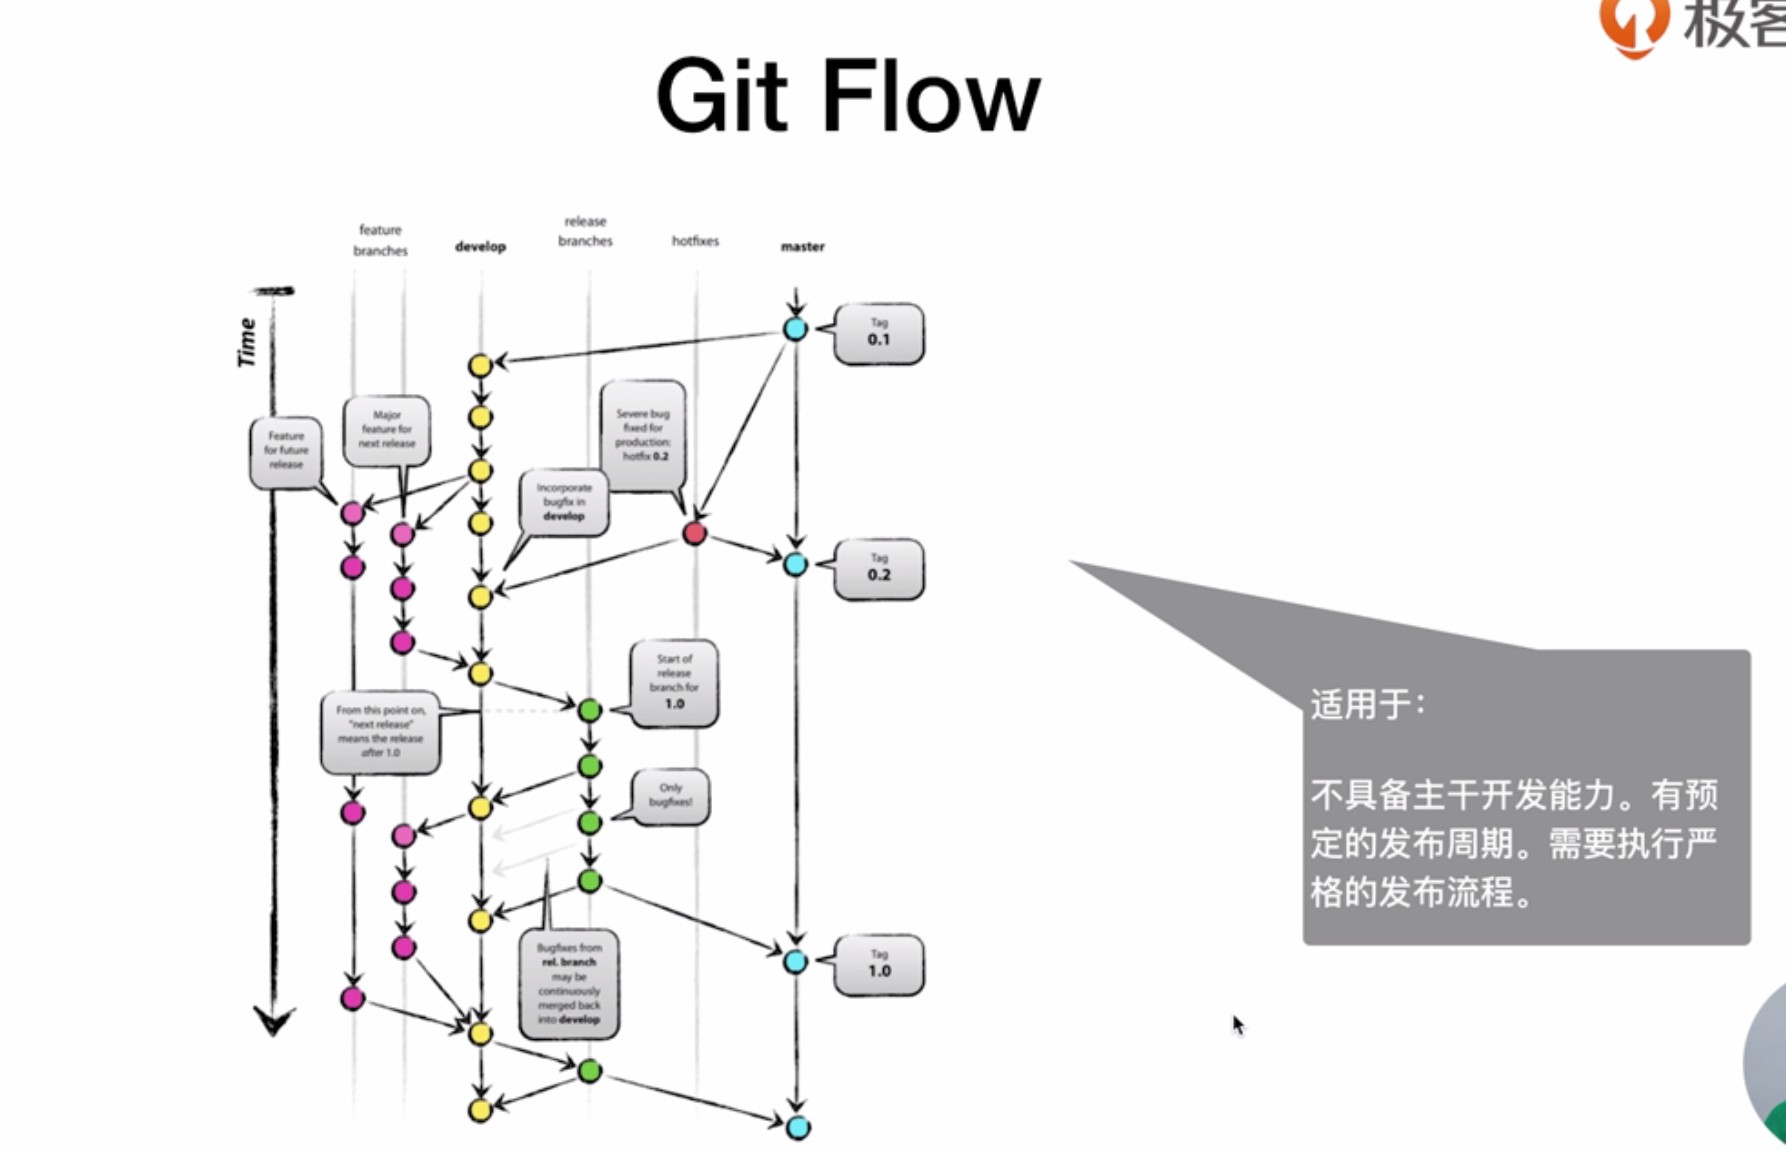 极客
Git Flow
feature
branches
develop
release
branches
hotfixes
master
Time
Tag
0.1
Feature
for future
release
Major
feature for
next release
Severe bug
fixed for
production:
hotfix 0.2
Incorporate
bugfix in
develop
Tag
0.2
Start of
release
branch for
1.0
From this point on,
"next release"
means the release
after 1.0
Only
bugfixes!
适用于：
不具备主干开发能力。有预
定的发布周期。需要执行严
格的发布流程。
Bugfixes from
rel. branch
may be
continuously
merged back
into develop
Tag
1.0